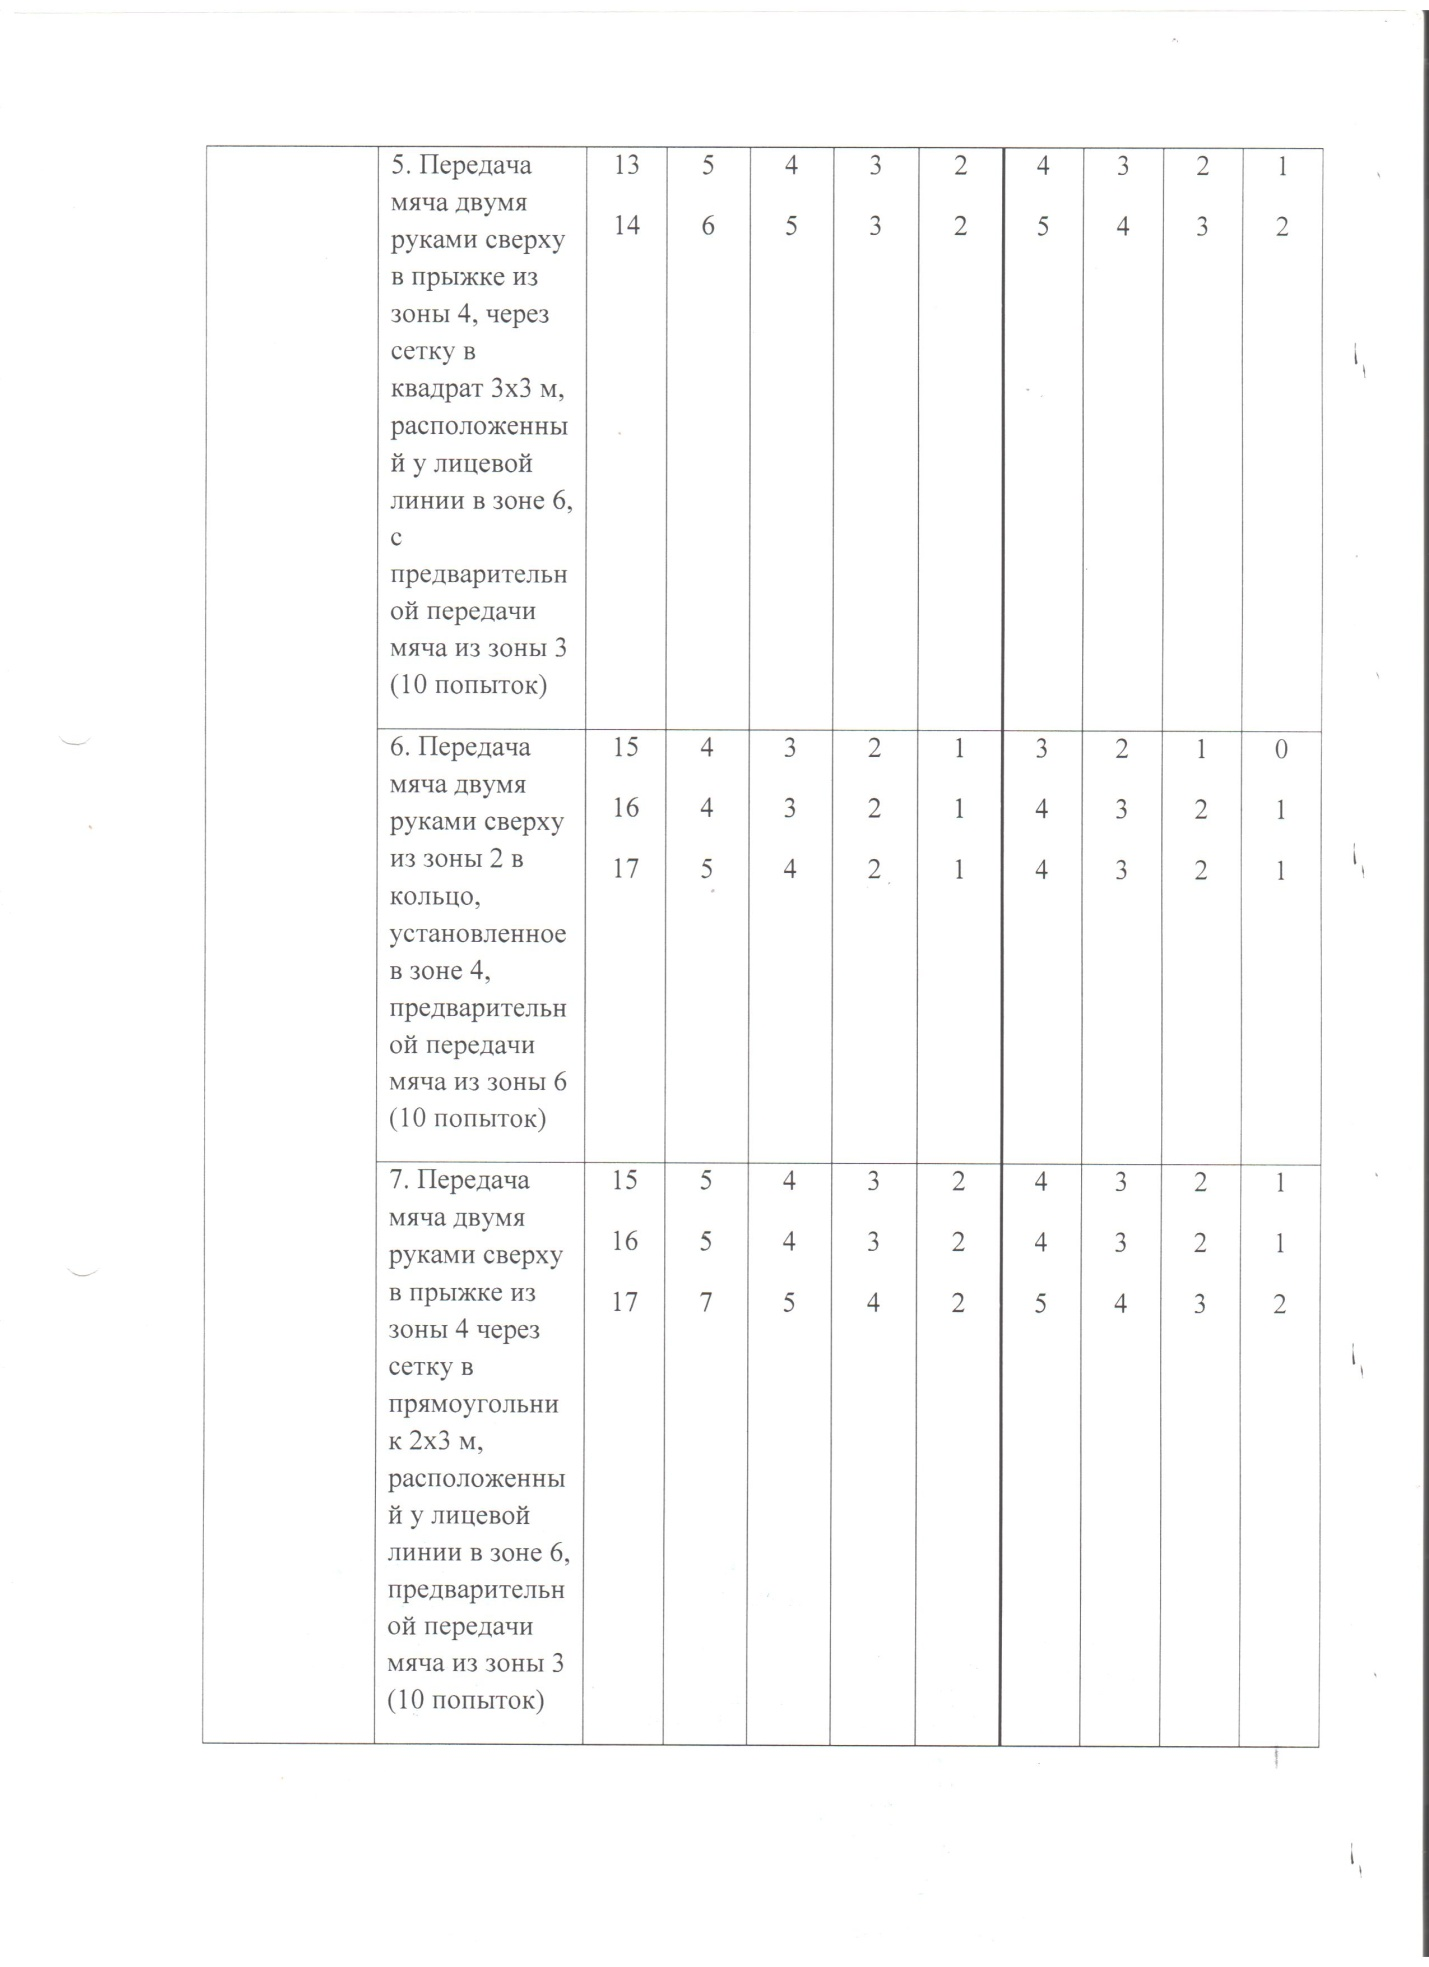 5. Передача 13 5 4 3 2 4 3 2 1
мяча двумя
руками сверху 14 6 5 3 2 5 4 3 2
в прыжке из
зоны 4, через
сетку в
квадрат 3х3 м,
расположенны
й у лицевой
линии в зоне 6,
с
предварительн
ой передачи
мяча из зоны 3
(10 попыток)
6. Передача 15 4 3 2 1 3 2 1 0
мяча двумя
руками сверху 16 4 3 2 1 4 3 2 1
из зоны 2 в 17 5 4 2 1 4 3 2 1
кольцо,
установленное
в зоне 4,
предварительн
ой передачи
мяча из зоны 6
(10 попыток)
7. Передача 15 5 4 3 2 4 3 2 1
мяча двумя
руками сверху 16 5 4 3 2 4 3 2 1
в прыжке из 17 7 5 4 2 5 4 3 2
зоны 4 через
сетку в
прямоугольни
к 2х3 м,
расположенны
й у лицевой
линии в зоне 6,
предварительн
ой передачи
мяча из зоны 3
(10 попыток)